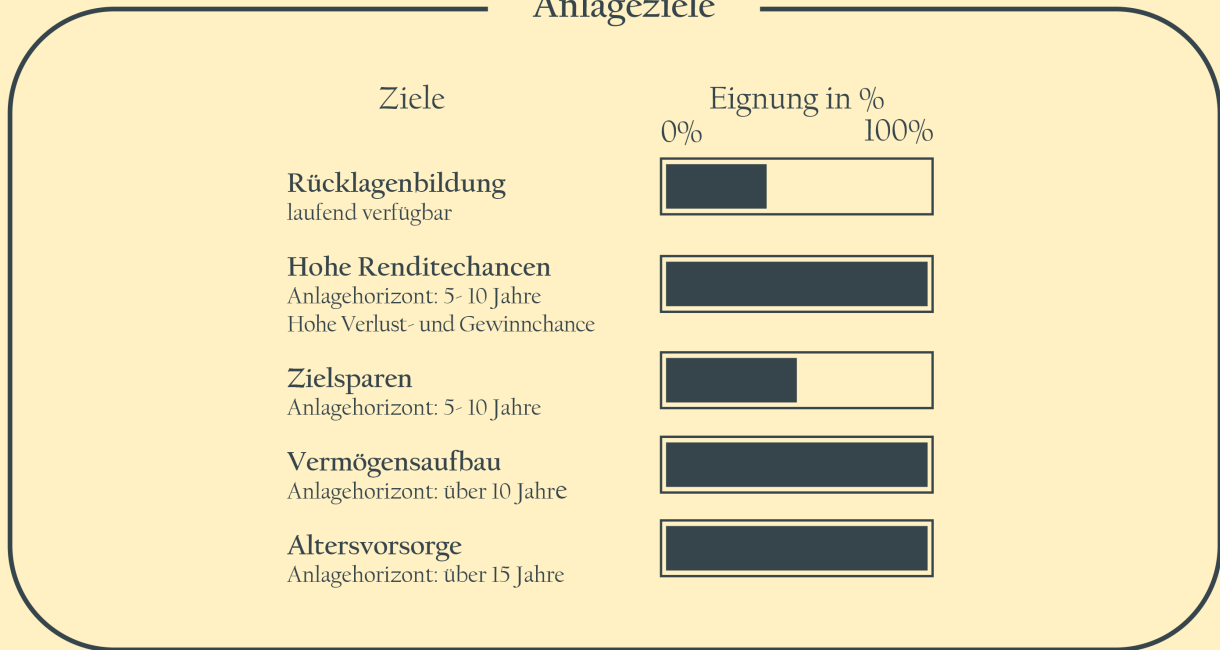 Anlageziele
Ziele
Eignung in %
0%
100%
Rücklagenbildung
laufend verfügbar
Hohe Renditechancen
Anlagehorizont: 5- 10 Jahre
Hohe Verlust- und Gewinnchance
Zielsparen
Anlagehorizont: 5- 10 Jahre
Vermögensaufbau
Anlagehorizont: über 10 Jahre
Altersvorsorge
Anlagehorizont: über 15 Jahre